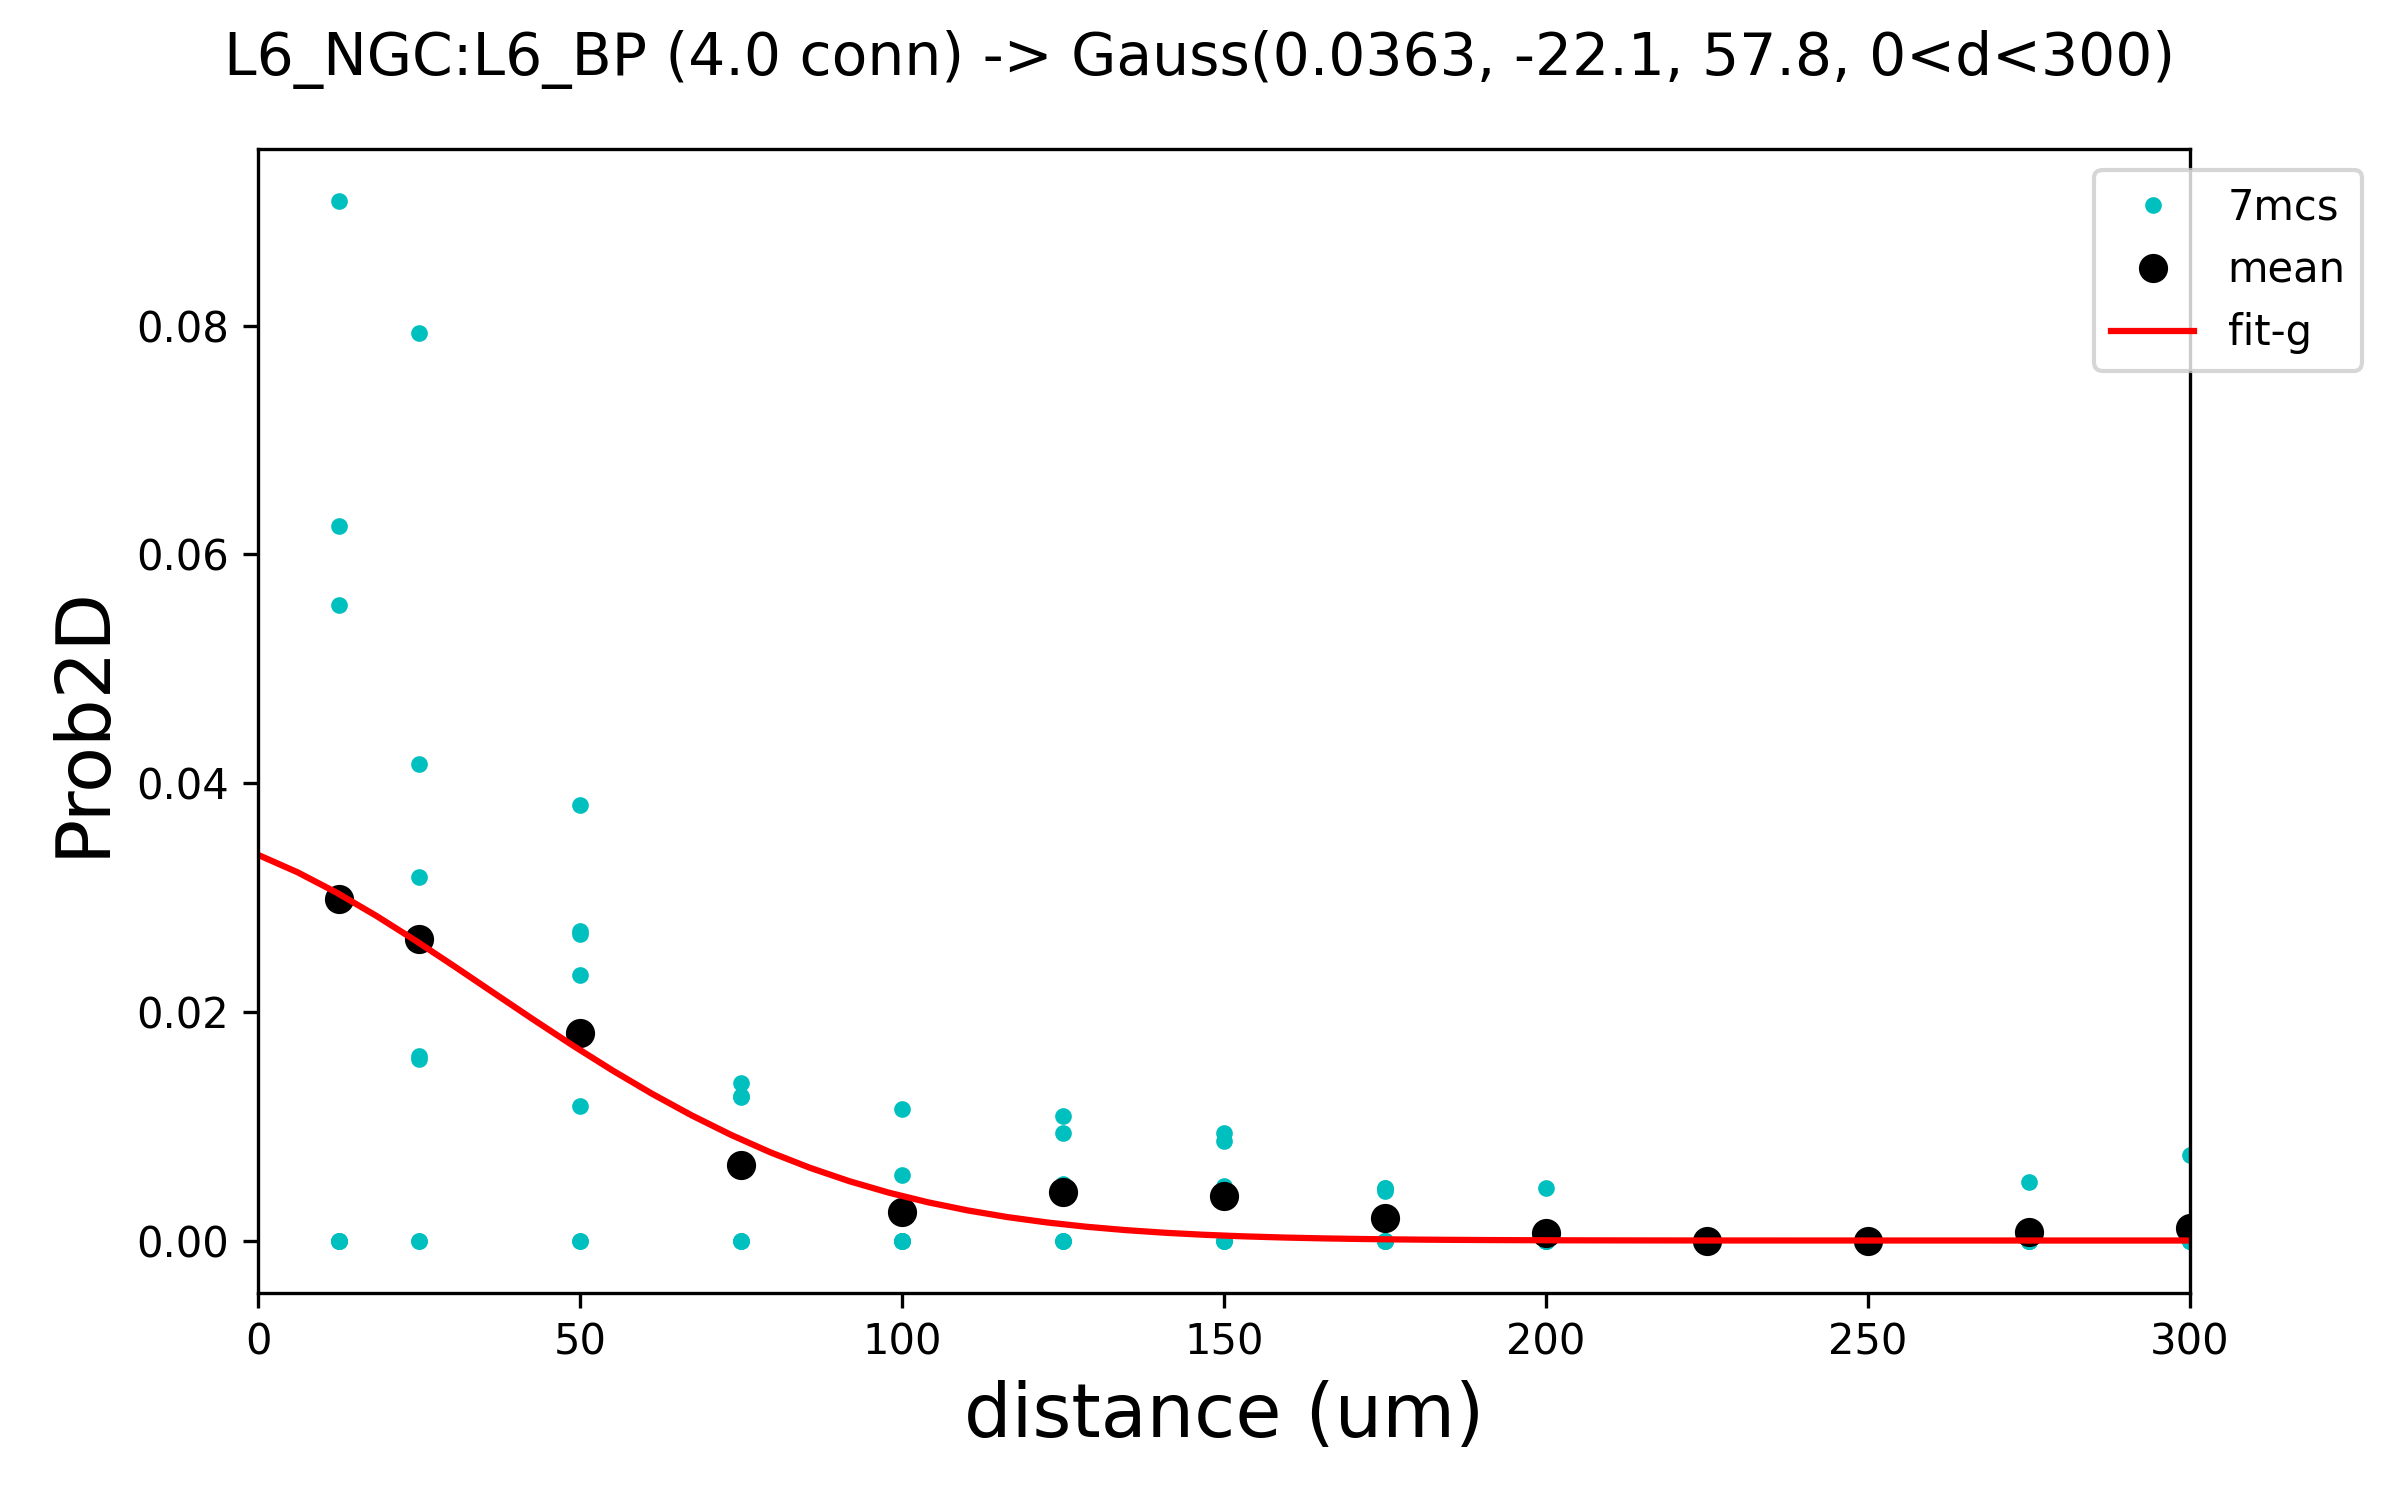 L6_NGC:L6_BP (4.0 conn) -> Gauss(0.0363, -22.1, 57.8, 0<d<300)
7mcs
mean
fit-g
Prob2D
0.08
0.06
0.04
0.02
0.00
0 50 100 150 200 250 300
distance (um)